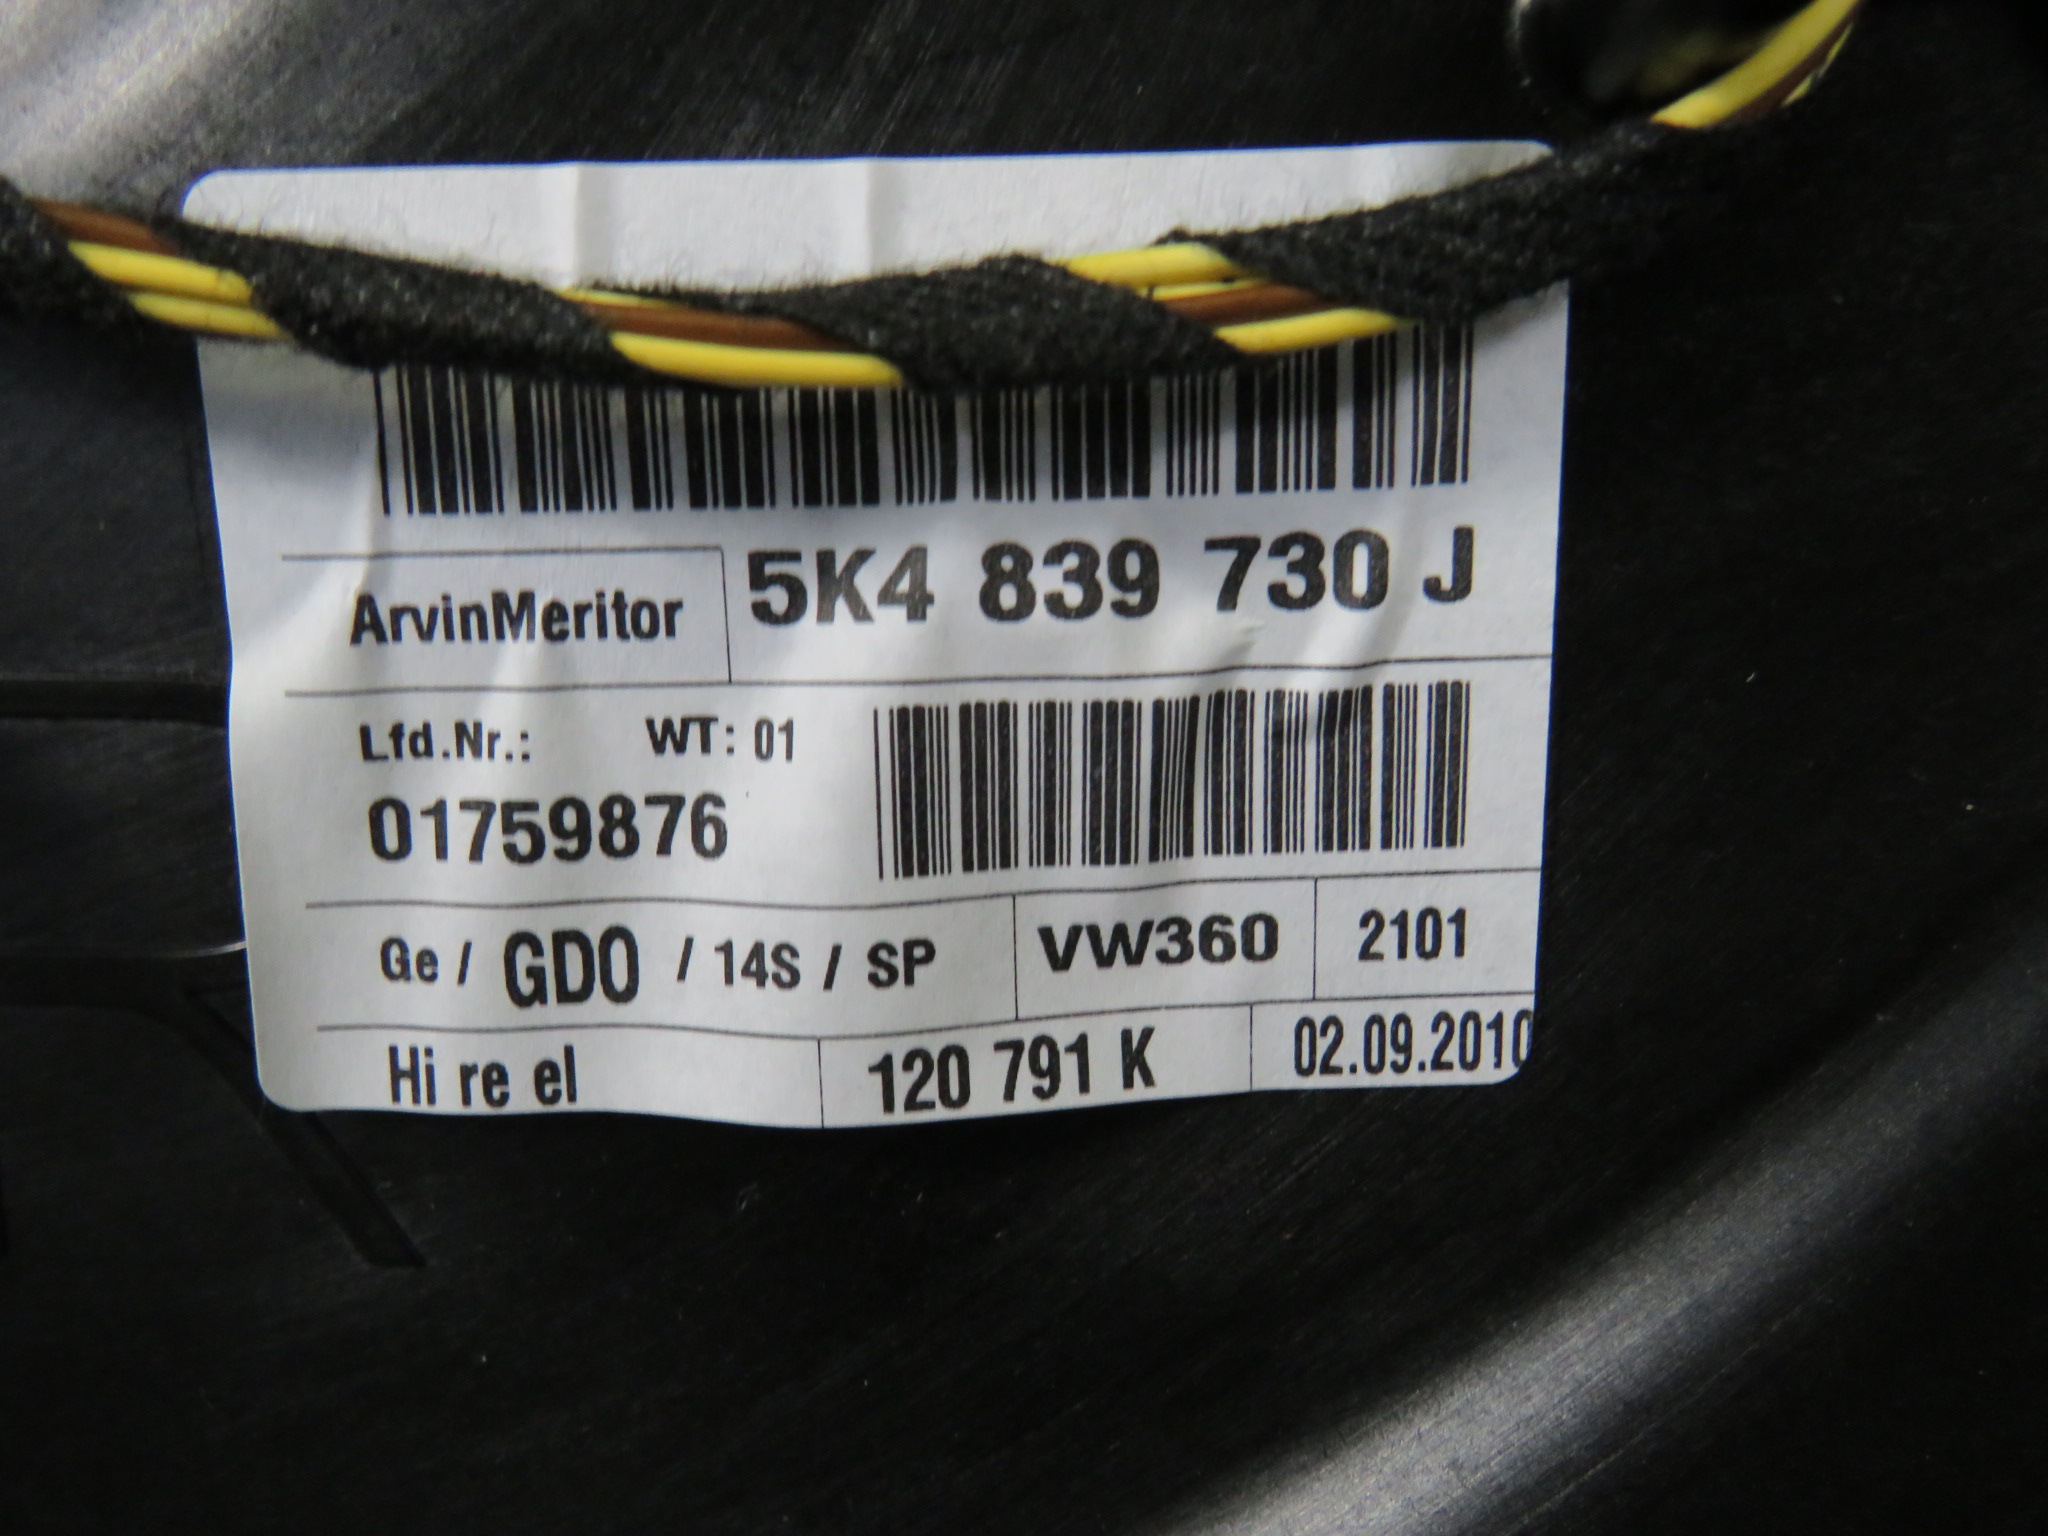 ArvinMeritor 5K4 839 730 J
Lfd.Nr.: WT: 01
01759876
Ge / GDO / 14S / SP VW360 2101
Hi re el 120 791 K 02.09.2010